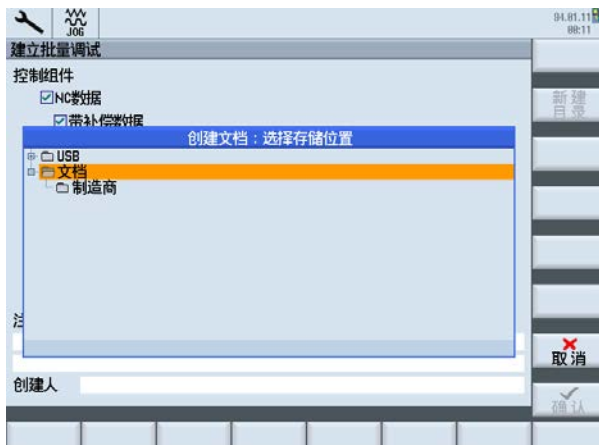 JOG
04.01.11
08:11
建立批量调试
控制组件
NC数据
带补偿数据
新建
目录
创建文档：选择存储位置
USB
文档
制造商
注
取消
创建人
确认